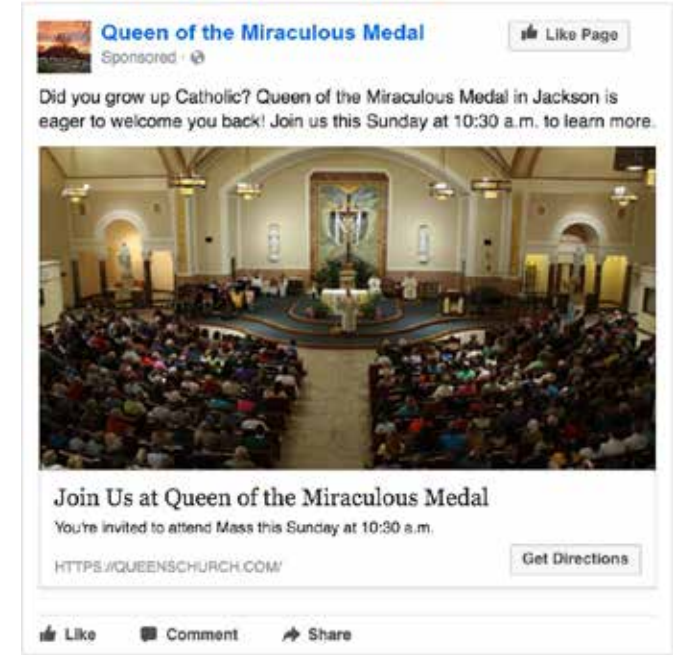 Queen of the Miraculous Medal
Like Page
Sponsored ·
Did you grow up Catholic? Queen of the Miraculous Medal in Jackson is
eager to welcome you back! Join us this Sunday at 10:30 a.m. to learn more.
Join Us at Queen of the Miraculous Medal
You're invited to attend Mass this Sunday at 10:30 a.m.
HTTPS://QUEENSCHURCH.COM/
Get Directions
Like Comment Share